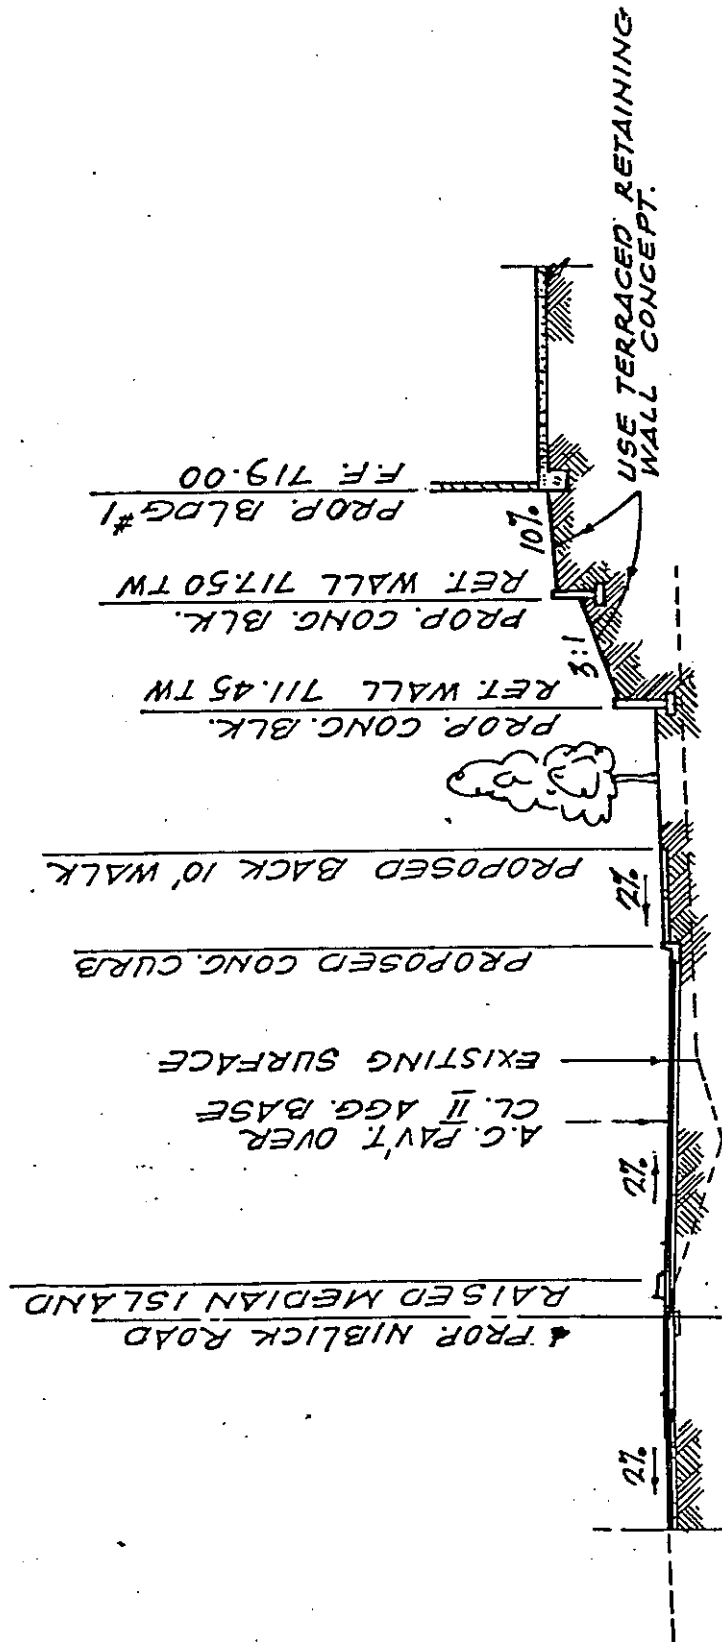 USE TERRACED RETAINING
WALL CONCEPT.
PROP. BLDG #1
F.F. 719.00
10%
PROP. CONC. BLK.
RET. WALL 717.50 TW
3:1
PROP. CONC. BLK.
RET. WALL 711.45 TW
PROPOSED BACK 10' WALK
2%
PROPOSED CONC. CURB
EXISTING SURFACE
A.C. PAV'T. OVER
CL. II AGG. BASE
2%
RAISED MEDIAN ISLAND
PROP. NIBLICK ROAD
2%